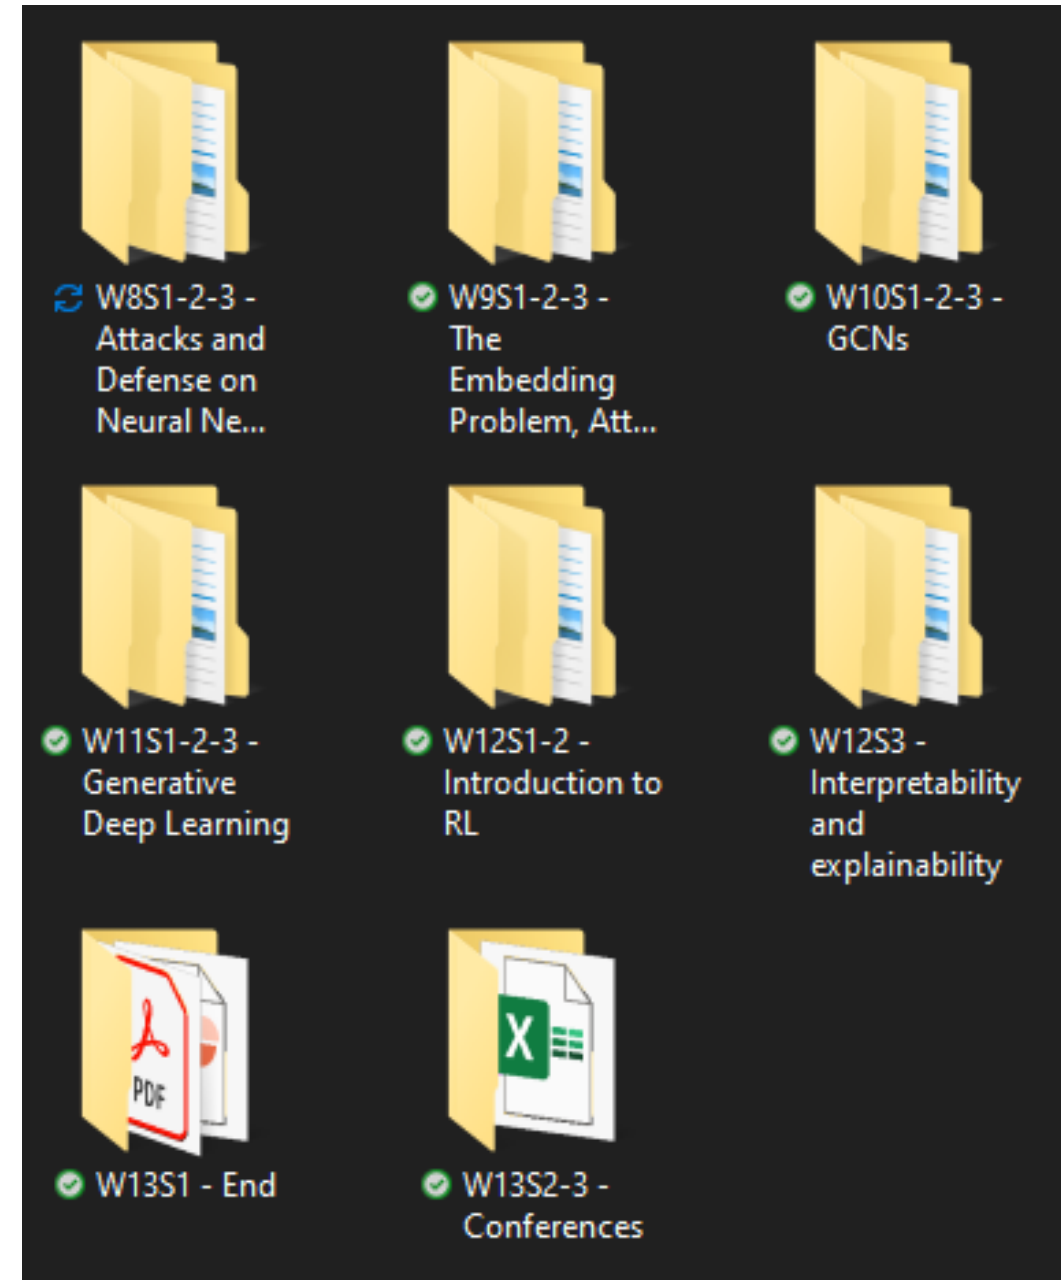 W8S1-2-3 -
Attacks and
Defense on
Neural Ne...
W9S1-2-3 -
The
Embedding
Problem, Att...
W10S1-2-3 -
GCNs
W11S1-2-3 -
Generative
Deep Learning
W12S1-2 -
Introduction to
RL
W12S3 -
Interpretability
and
explainability
PDF
W13S1 - End
X
W13S2-3 -
Conferences